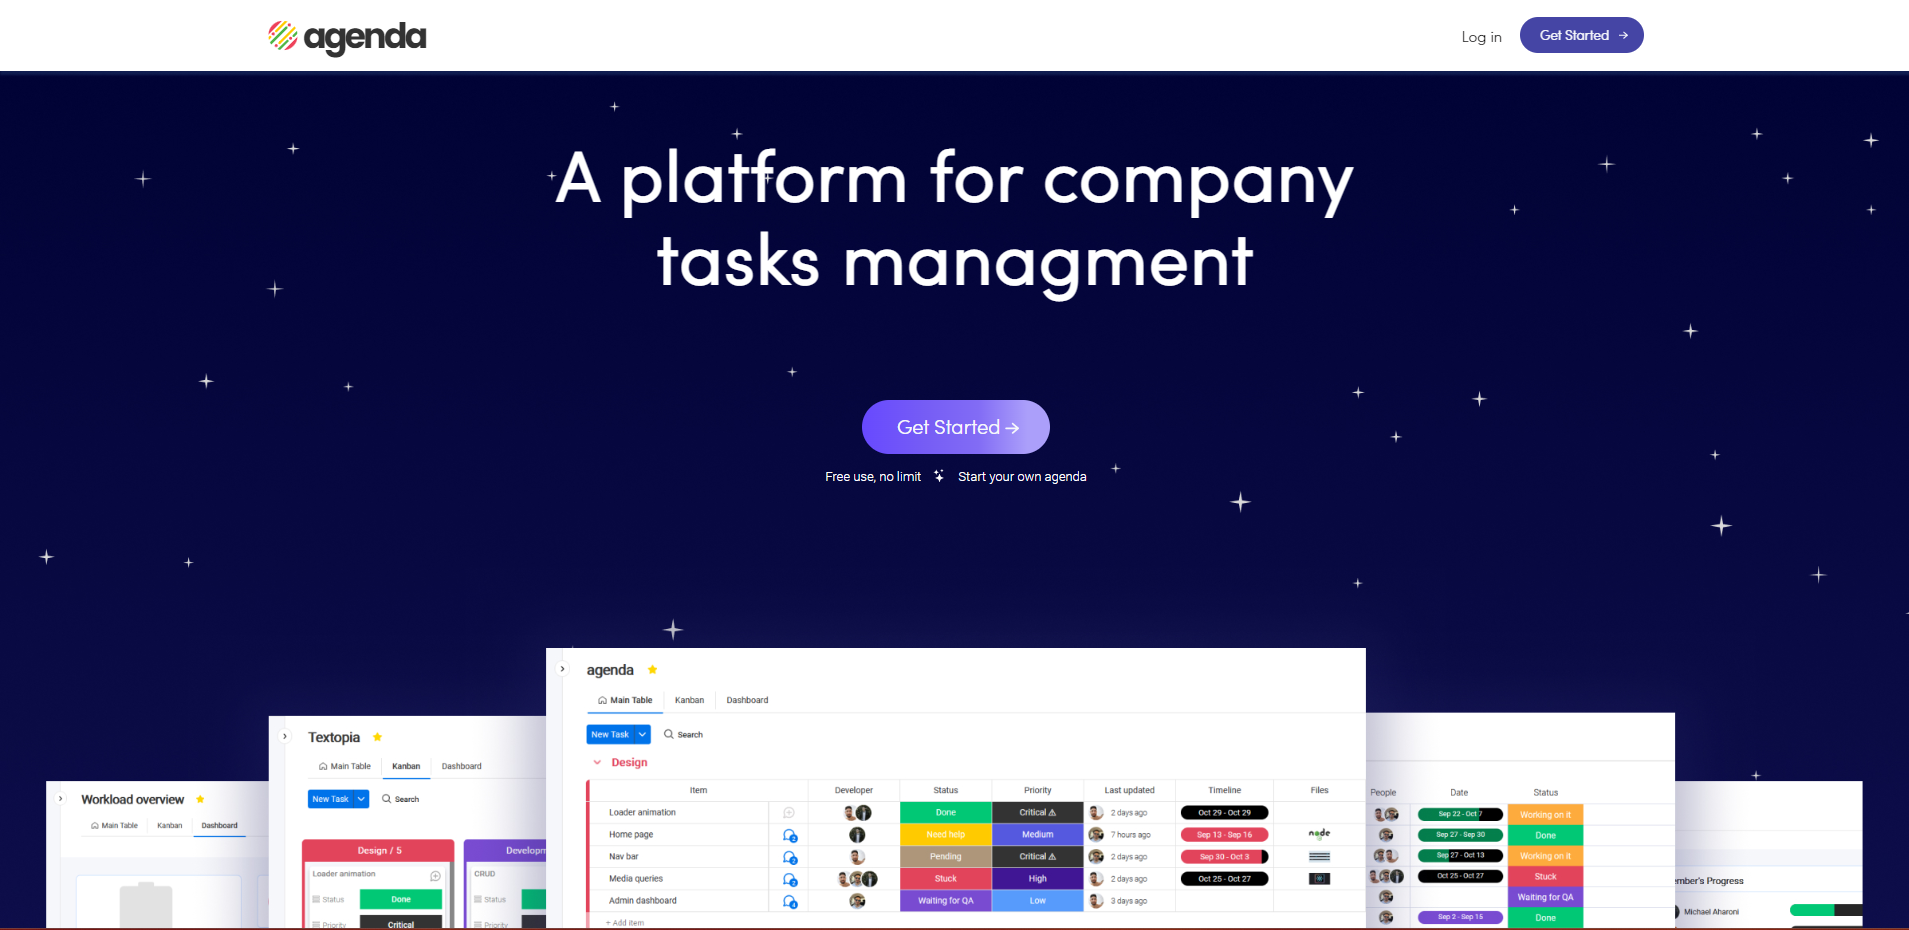 agenda
Log in
Get Started →
A platform for company
tasks managment
Get Started →
Free use, no limit
Start your own agenda
agenda
Main Table
Kanban
Dashboard
New Task
Search
Design
Item
Developer
Status
Priority
Last updated
Timeline
Files
Loader animation
Done
Critical
2 days ago
Oct 29 - Oct 29
Home page
2
Need help
Medium
7 hours ago
Sep 13 - Sep 16
node
Nav bar
2
Pending
Critical
2 days ago
Sep 30 - Oct 3
Media queries
2
Stuck
High
2 days ago
Oct 25 - Oct 27
Admin dashboard
Waiting for QA
Low
3 days ago
+ Add item
Textopia
Main Table
Kanban
Dashboard
New Task
Search
Design / 5
Developm
Loader animation
CRUD
Status
Done
Status
Priority
Critical
Priority
Workload overview
Main Table
Kanban
Dashboard
People
Date
Status
Sep 22 - Oct 7
Working on it
Sep 27 - Sep 30
Done
Sep 27 - Oct 13
Working on it
Oct 25 - Oct 27
Stuck
Waiting for QA
Sep 2 - Sep 15
Done
ember's Progress
Michael Aharoni